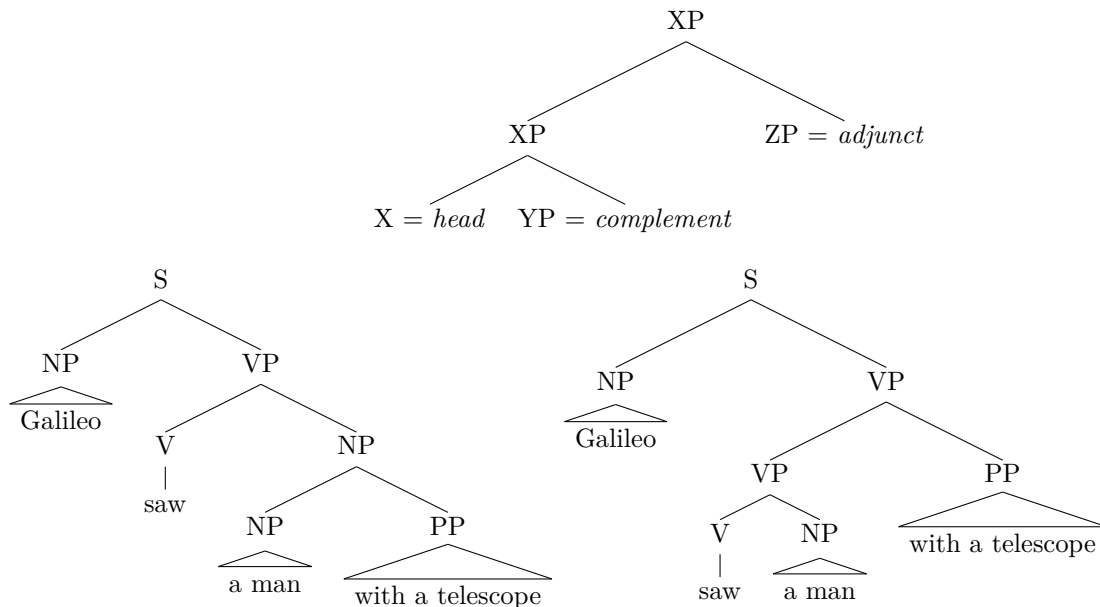 XP
XP ZP = adjunct
X = head YP = complement
S
NP VP
Galileo
V NP
saw
NP PP
a man with a telescope
S
NP VP
Galileo
VP PP
V NP with a telescope
saw a man